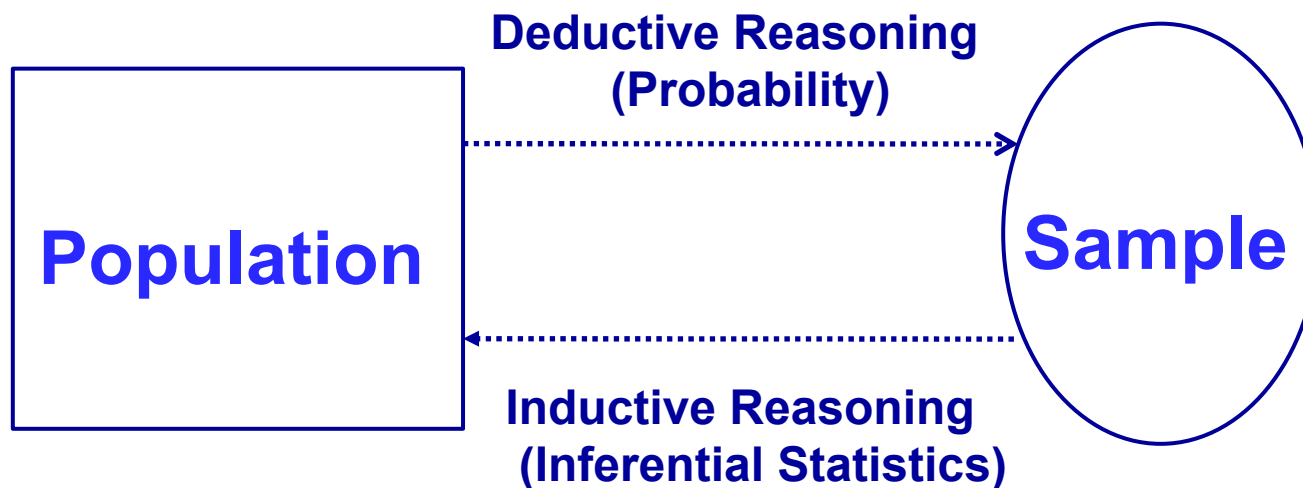 Deductive Reasoning
(Probability)
Population
Sample
Inductive Reasoning
(Inferential Statistics)